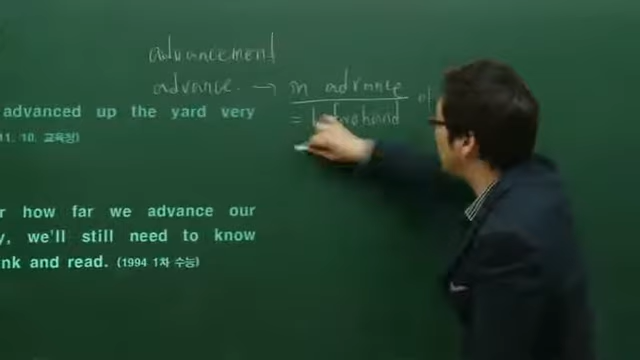 advancement
advance. → in advance of
= beforehand
advanced up the yard very
11. 10. 교육청)
how far we advance our
we'll still need to know
and read. (1994 1차 수능)